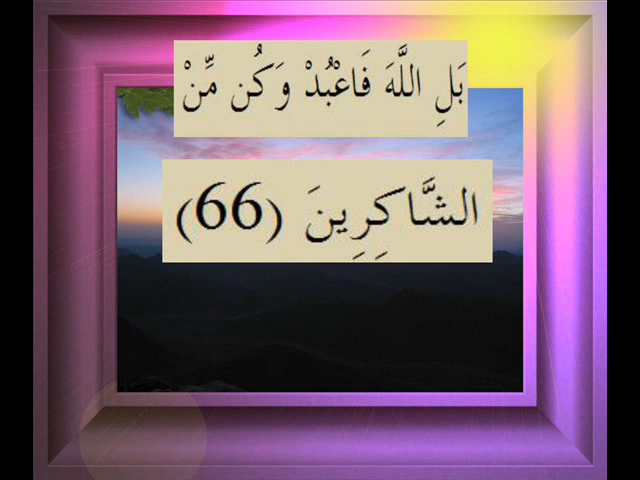 بَلِ اللَّهَ فَاعْبُدْ وَكُن مِّنْ
الشَّاكِرِينَ (66)